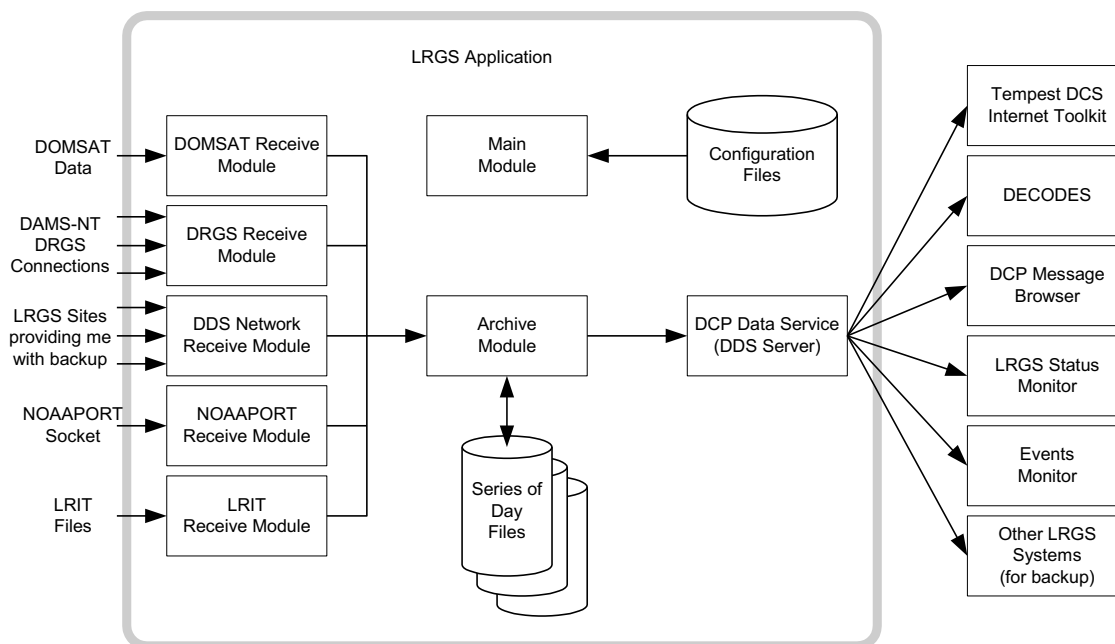 LRGS Application
DOMSAT
Data
DOMSAT Receive
Module
DAMS-NT
DRGS
Connections
DRGS Receive
Module
LRGS Sites
providing me
with backup
DDS Network
Receive Module
NOAAPORT
Socket
NOAAPORT
Receive Module
LRIT
Files
LRIT
Receive Module
Main
Module
Configuration
Files
Archive
Module
Series of
Day
Files
DCP Data Service
(DDS Server)
Tempest DCS
Internet Toolkit
DECODES
DCP Message
Browser
LRGS Status
Monitor
Events
Monitor
Other LRGS
Systems
(for backup)